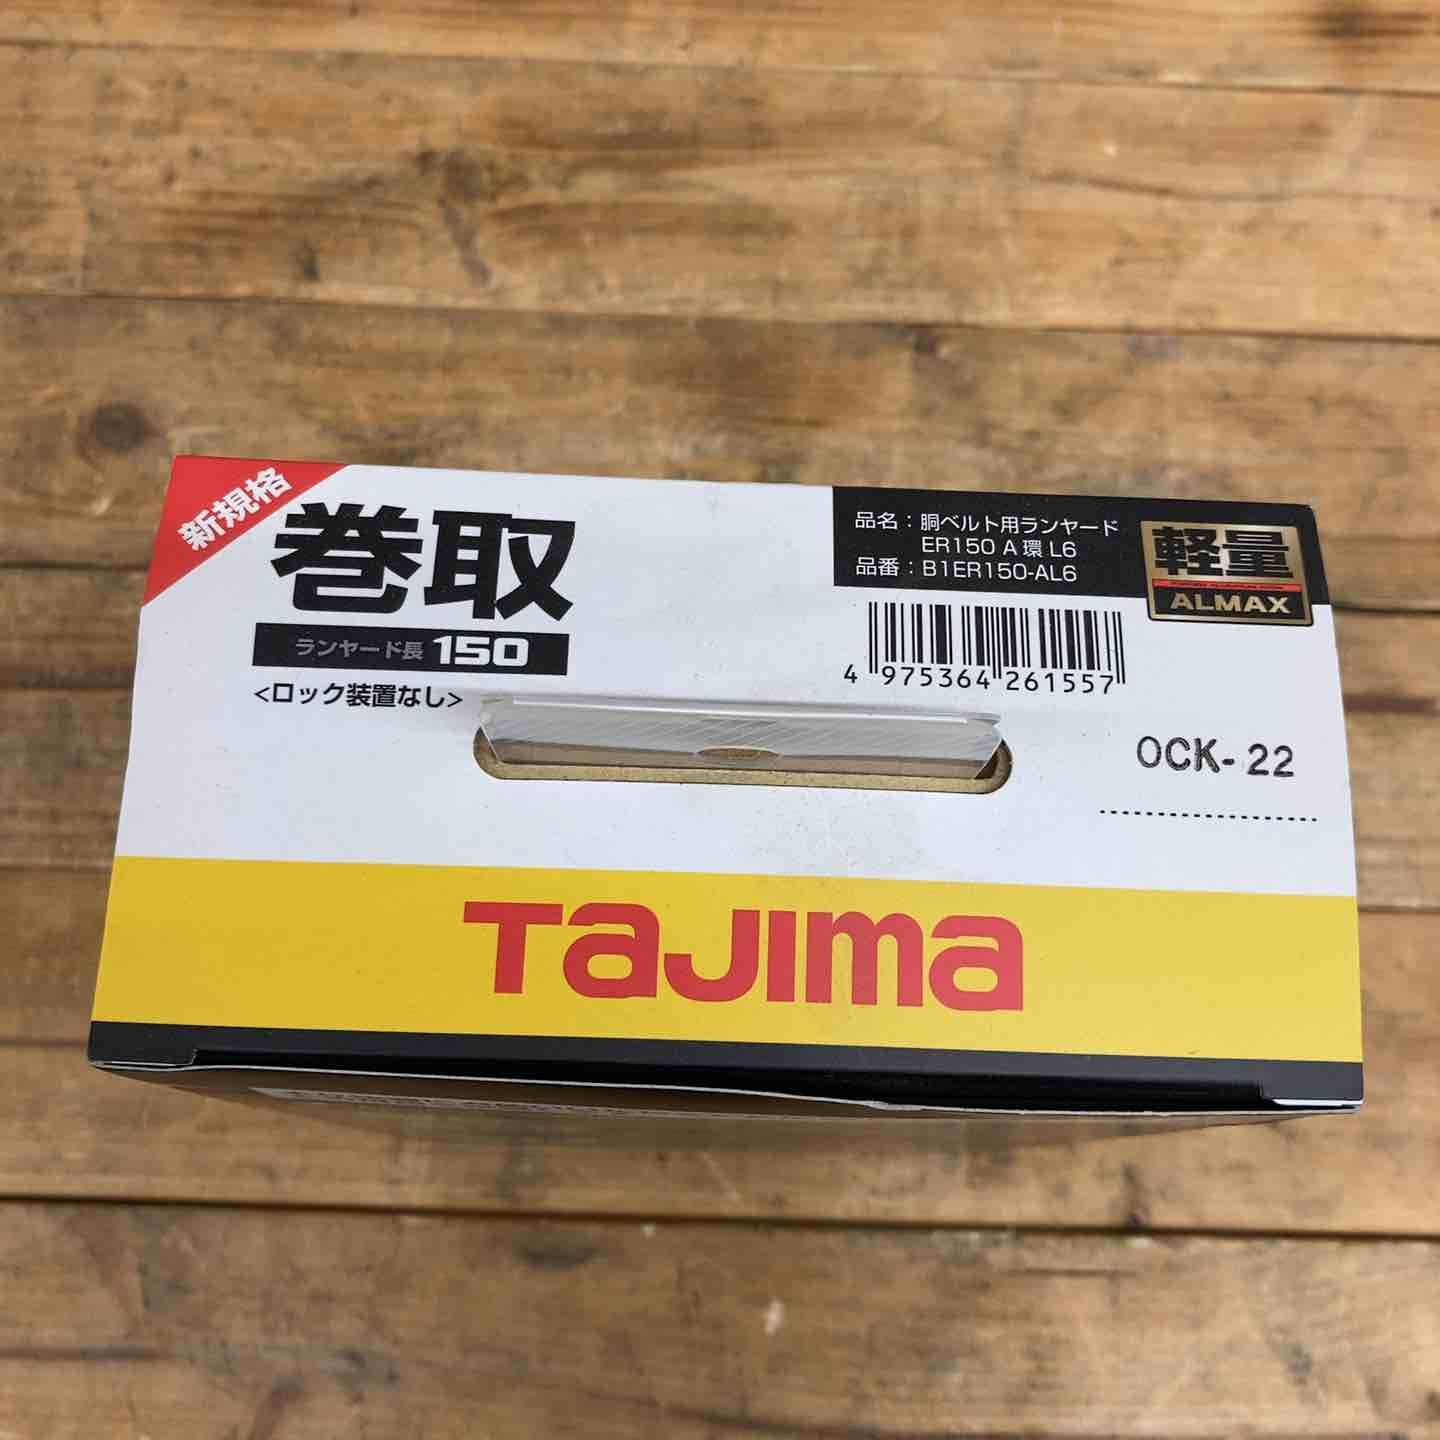 新規格
巻取
ランヤード長 150
<ロック装置なし>
品名：胴ベルト用ランヤード
ER150 A 環 L6
品番：B1ER150-AL6
軽量
ALMAX
4 975364 261557
OCK-22
TAJIMA